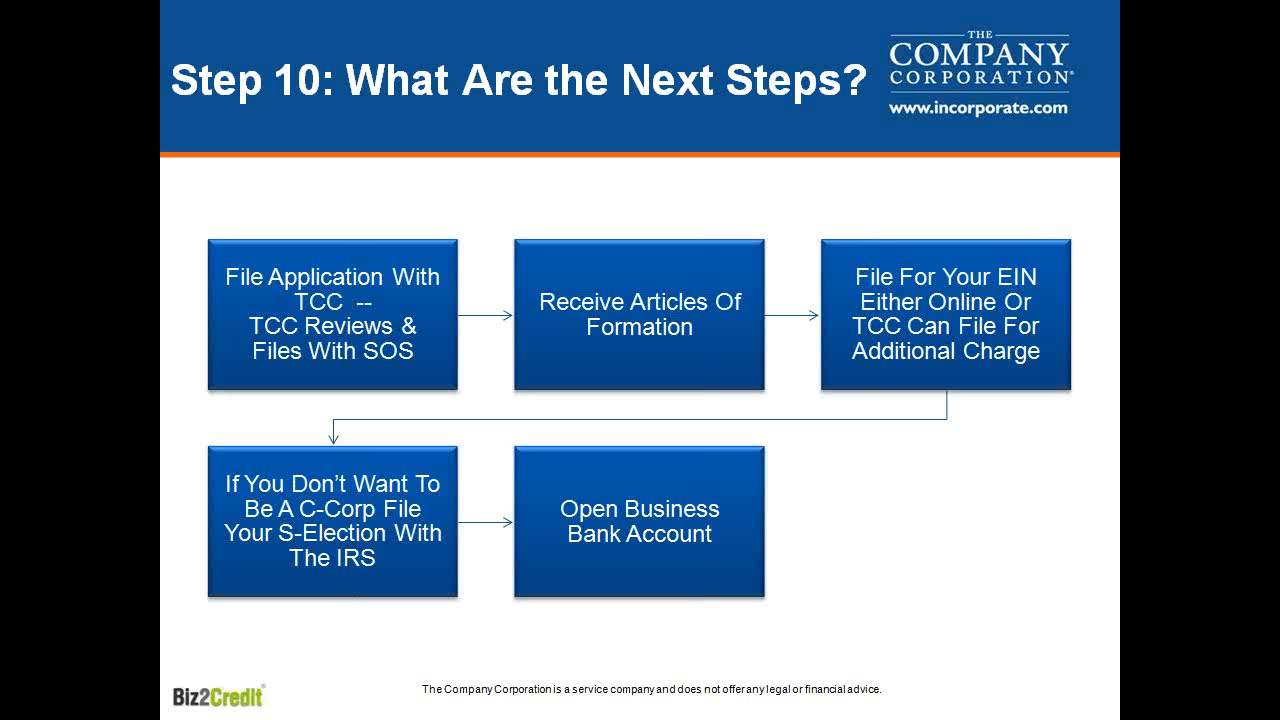 Step 10: What Are the Next Steps?
THE
COMPANY
CORPORATION®
www.incorporate.com
File Application With
TCC --
TCC Reviews &
Files With SOS
Receive Articles Of
Formation
File For Your EIN
Either Online Or
TCC Can File For
Additional Charge
If You Don’t Want To
Be A C-Corp File
Your S-Election With
The IRS
Open Business
Bank Account
Biz2Credit®
The Company Corporation is a service company and does not offer any legal or financial advice.